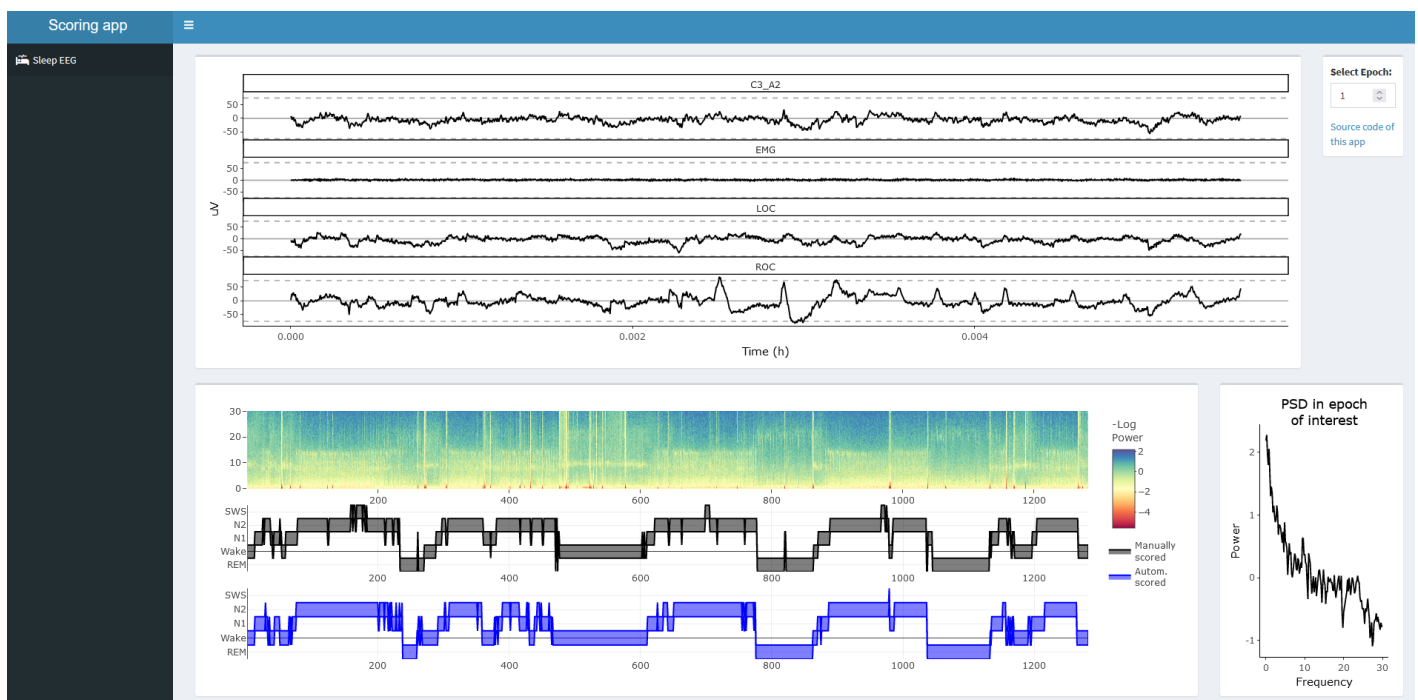 Scoring app
Sleep EEG
Select Epoch:
1
Source code of
this app
C3_A2
50
0
-50
EMG
50
0
-50
LOC
50
0
-50
ROC
50
0
-50
uV
0.000 0.002 0.004
Time (h)
30
20
10
0
200 400 600 800 1000 1200
-Log
Power
2
0
−2
−4
SWS
N2
N1
Wake
REM
200 400 600 800 1000 1200
Manually
scored
Autom.
scored
SWS
N2
N1
Wake
REM
200 400 600 800 1000 1200
PSD in epoch
of interest
2
1
0
-1
Power
0 10 20 30
Frequency